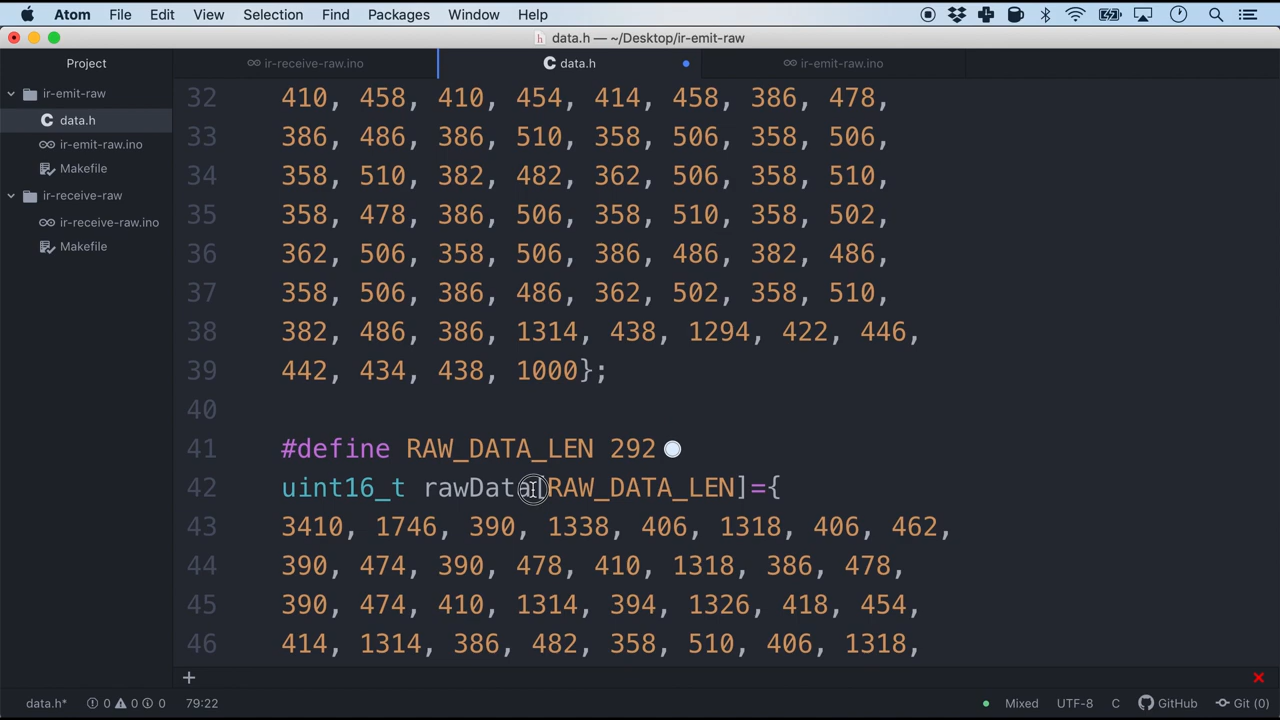 Atom File Edit View Selection Find Packages Window Help
data.h — ~/Desktop/ir-emit-raw
Project
ir-receive-raw.ino
data.h
ir-emit-raw.ino
ir-emit-raw
data.h
ir-emit-raw.ino
Makefile
ir-receive-raw
ir-receive-raw.ino
Makefile
32 410, 458, 410, 454, 414, 458, 386, 478,
33 386, 486, 386, 510, 358, 506, 358, 506,
34 358, 510, 382, 482, 362, 506, 358, 510,
35 358, 478, 386, 506, 358, 510, 358, 502,
36 362, 506, 358, 506, 386, 486, 382, 486,
37 358, 506, 386, 486, 362, 502, 358, 510,
38 382, 486, 386, 1314, 438, 1294, 422, 446,
39 442, 434, 438, 1000};
40
41 #define RAW_DATA_LEN 292
42 uint16_t rawData[RAW_DATA_LEN]={
43 3410, 1746, 390, 1338, 406, 1318, 406, 462,
44 390, 474, 390, 478, 410, 1318, 386, 478,
45 390, 474, 410, 1314, 394, 1326, 418, 454,
46 414, 1314, 386, 482, 358, 510, 406, 1318,
data.h* 0 0 0 79:22 Mixed UTF-8 C GitHub Git (0)